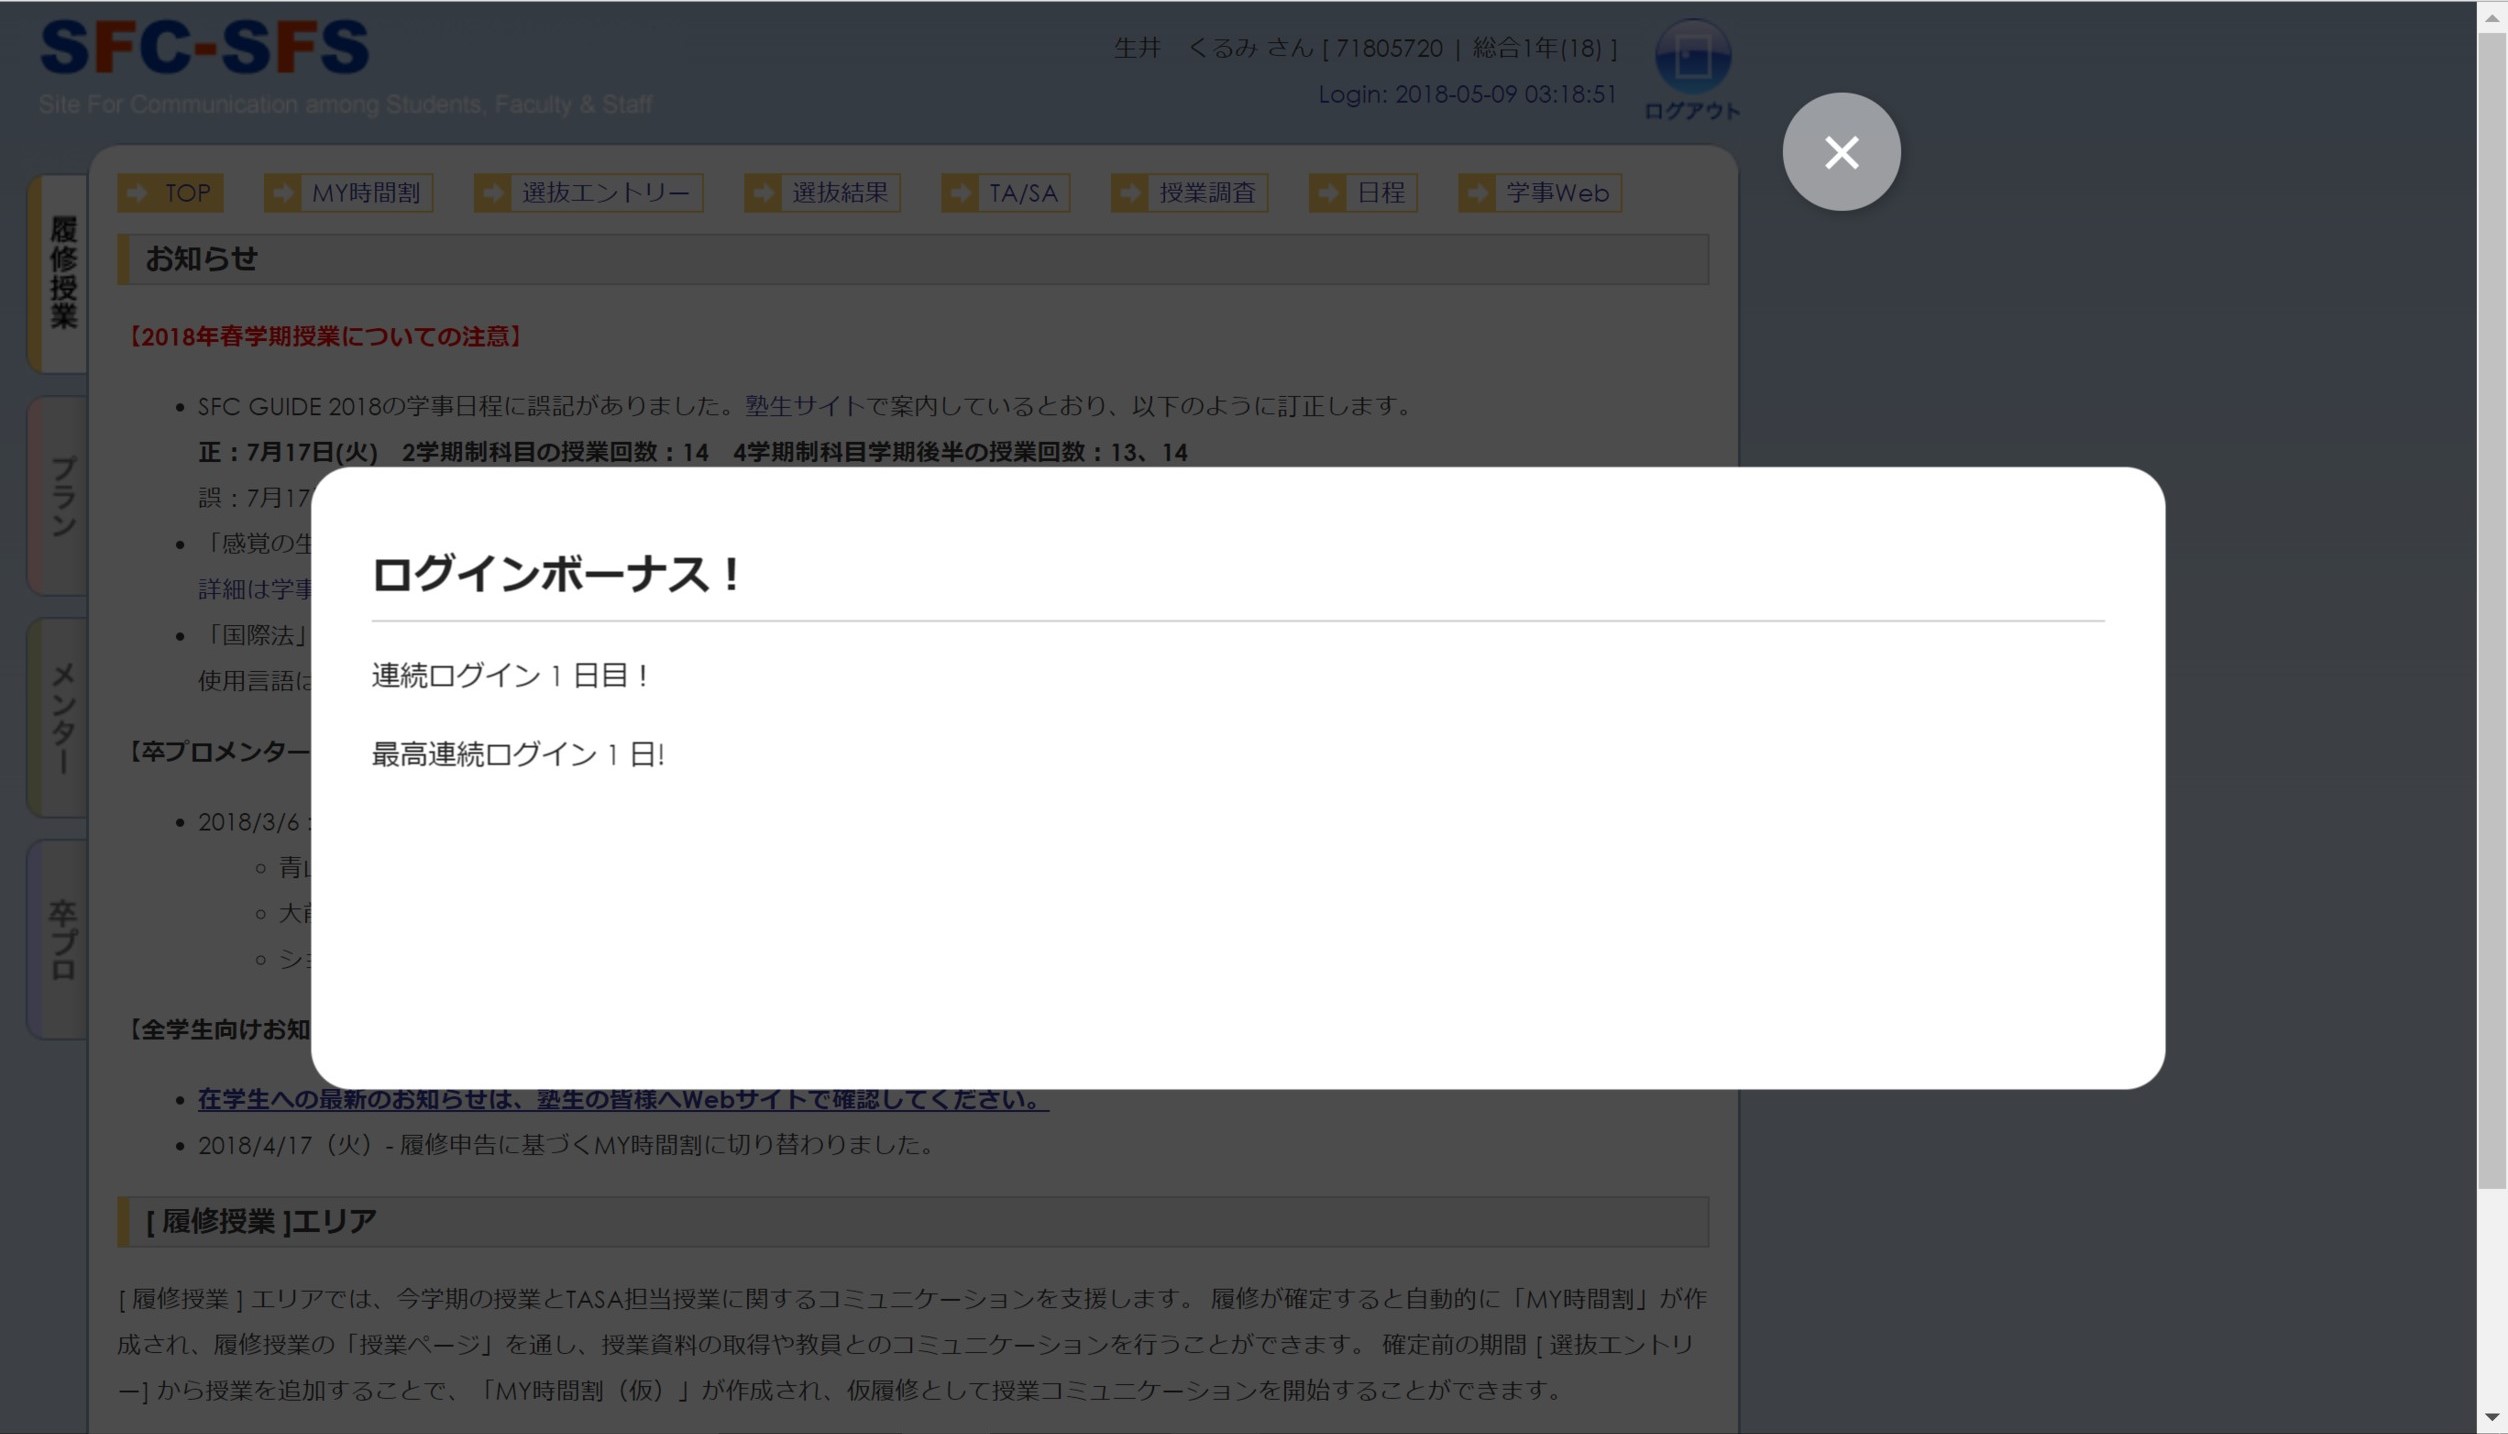 SFC-SFS
Site For Communication among Students, Faculty & Staff
生井　くるみ さん [ 71805720 | 総合1年(18) ]
Login: 2018-05-09 03:18:51
ログアウト
TOP
MY時間割
選抜エントリー
選抜結果
TA/SA
授業調査
日程
学事Web
履修授業
プラン
メンター
卒プロ
お知らせ
【2018年春学期授業についての注意】
SFC GUIDE 2018の学事日程に誤記がありました。塾生サイトで案内しているとおり、以下のように訂正します。
正：7月17日(火)　2学期制科目の授業回数：14　4学期制科目学期後半の授業回数：13、14
誤：7月17
「感覚の生
詳細は学事
「国際法」
使用言語は
【卒プロメンター
2018/3/6 :
青山
大前
ショ
【全学生向けお知
ログインボーナス！
連続ログイン 1 日目！
最高連続ログイン 1 日!
在学生への最新のお知らせは、塾生の皆様へWebサイトで確認してください。
2018/4/17（火）- 履修申告に基づくMY時間割に切り替わりました。
[ 履修授業 ]エリア
[ 履修授業 ] エリアでは、今学期の授業とTASA担当授業に関するコミュニケーションを支援します。 履修が確定すると自動的に「MY時間割」が作
成され、履修授業の「授業ページ」を通し、授業資料の取得や教員とのコミュニケーションを行うことができます。 確定前の期間 [ 選抜エントリ
ー] から授業を追加することで、「MY時間割（仮）」が作成され、仮履修として授業コミュニケーションを開始することができます。